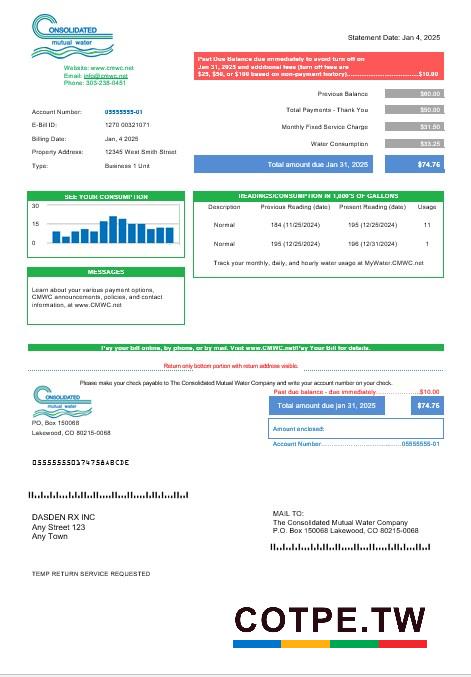 CONSOLIDATED
mutual water
Statement Date: Jan 4, 2025
Website: www.cmwc.net
Email: info@cmwc.net
Phone: 303-238-0451
Past Due Balance due immediately to avoid turn off on
Jan 31, 2025 and additional fees (turn off fees are
$25, $50, or $100 based on non-payment history)............$10.00
Previous Balance $60.00
Total Payments - Thank You $50.00
Monthly Fixed Service Charge $31.50
Water Consumption $33.25
Total amount due Jan 31, 2025 $74.76
Account Number: 05555555-01
E-Bill ID: 1270 00321071
Billing Date: Jan, 4 2025
Property Address: 12345 West Smith Street
Type: Business 1 Unit
SEE YOUR CONSUMPTION
30
15
0
MESSAGES
Learn about your various payment options,
CMWC announcements, policies, and contact
information, at www.CMWC.net
READINGS/CONSUMPTION IN 1,000'S OF GALLONS
Description Previous Reading (date) Present Reading (date) Usage
Normal 184 (11/25/2024) 195 (12/25/2024) 11
Normal 195 (12/25/2024) 196 (12/31/2024) 1
Track your monthly, daily, and hourly water usage at MyWater.CMWC.net
Pay your bill online, by phone, or by mail. Visit www.CMWC.net/Pay Your Bill for details.
Return only bottom portion with return address visible.
Please make your check payable to The Consolidated Mutual Water Company and write your account number on your check.
CONSOLIDATED
mutual water
PO, Box 150068
Lakewood, CO 80215-0068
Past due balance - due immediately....................$10.00
Total amount due jan 31, 2025 $74.75
Amount enclosed:
Account Number....................................05555555-01
055555550174758ABCDE
DASDEN RX INC
Any Street 123
Any Town
MAIL TO:
The Consolidated Mutual Water Company
P.O. Box 150068 Lakewood, CO 80215-0068
TEMP RETURN SERVICE REQUESTED
COTPE.TW